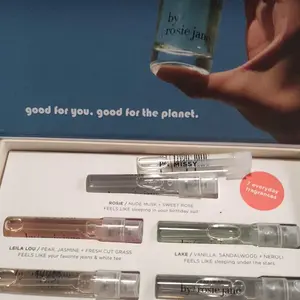 by/
rosie jane
good for you. good for the planet.
MISSY
ROSIE / NUDE MUSK + SWEET ROSE
FEELS LIKE sleeping in your birthday suit
7 everyday
fragrances
LEILA LOU / PEAR, JASMINE + FRESH CUT GRASS
FEELS LIKE your favorite jeans & white tee
LAKE / VANILLA, SANDALWOOD + NEROLI
FEELS LIKE sleeping under the stars
by/rosie jane